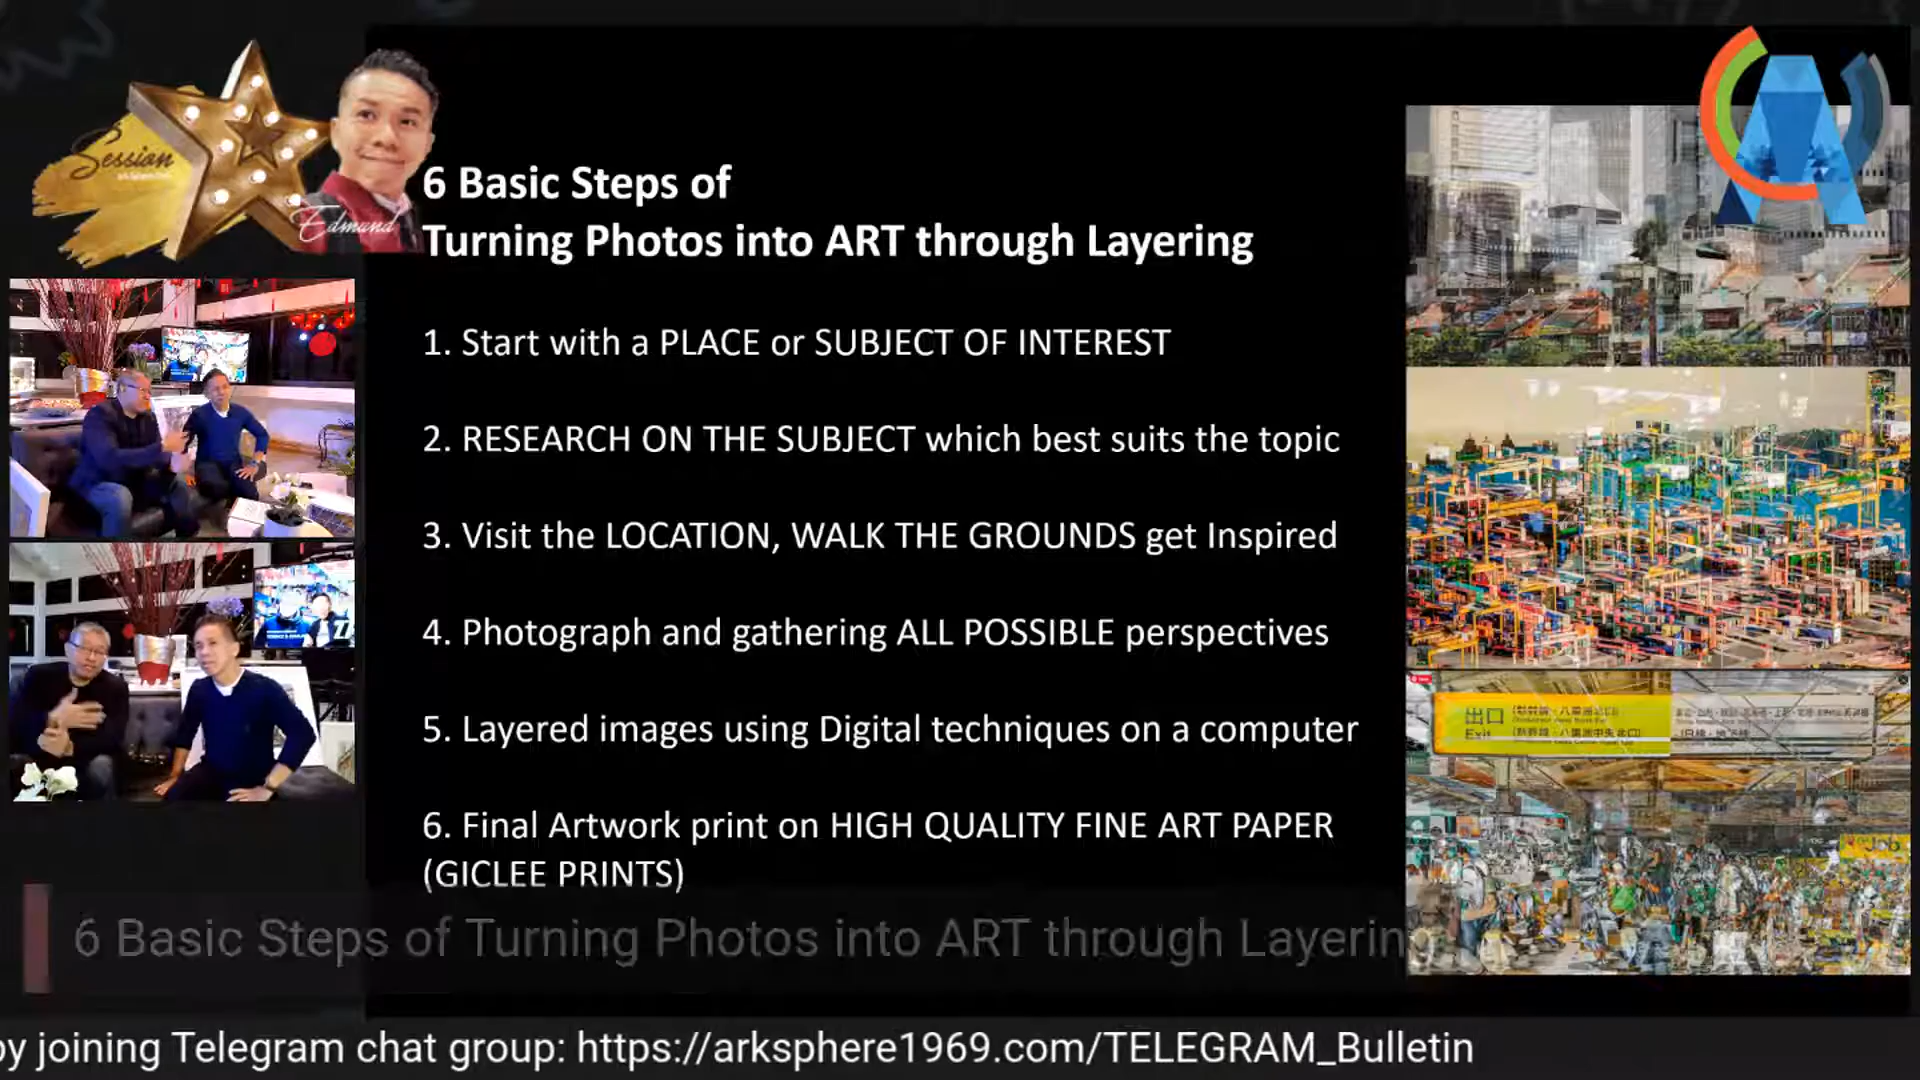 Session
Edmund
6 Basic Steps of
Turning Photos into ART through Layering
1. Start with a PLACE or SUBJECT OF INTEREST
2. RESEARCH ON THE SUBJECT which best suits the topic
3. Visit the LOCATION, WALK THE GROUNDS get Inspired
4. Photograph and gathering ALL POSSIBLE perspectives
5. Layered images using Digital techniques on a computer
6. Final Artwork print on HIGH QUALITY FINE ART PAPER
(GICLEE PRINTS)
出口
Exit
Job
6 Basic Steps of Turning Photos into ART through Layering
by joining Telegram chat group: https://arksphere1969.com/TELEGRAM_Bulletin